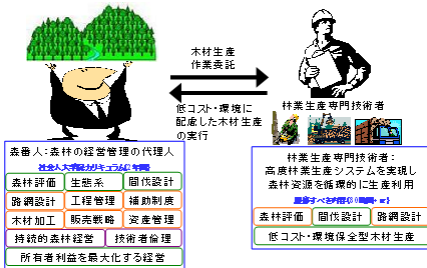 木材生産
作業委託
低コスト・環境に
配慮した木材生産
の実行
林業生産専門技術者
森番人：森林の経営管理の代理人
森林評価
生態系
間伐設計
路網設計
工程管理
補助制度
木材加工
販売戦略
資産管理
持続的森林経営
技術者倫理
所有者利益を最大化する経営
林業生産専門技術者：
高度林業生産システムを実現し
森林資源を循環的に生産利用
森林評価
間伐設計
路網設計
低コスト・環境保全型木材生産